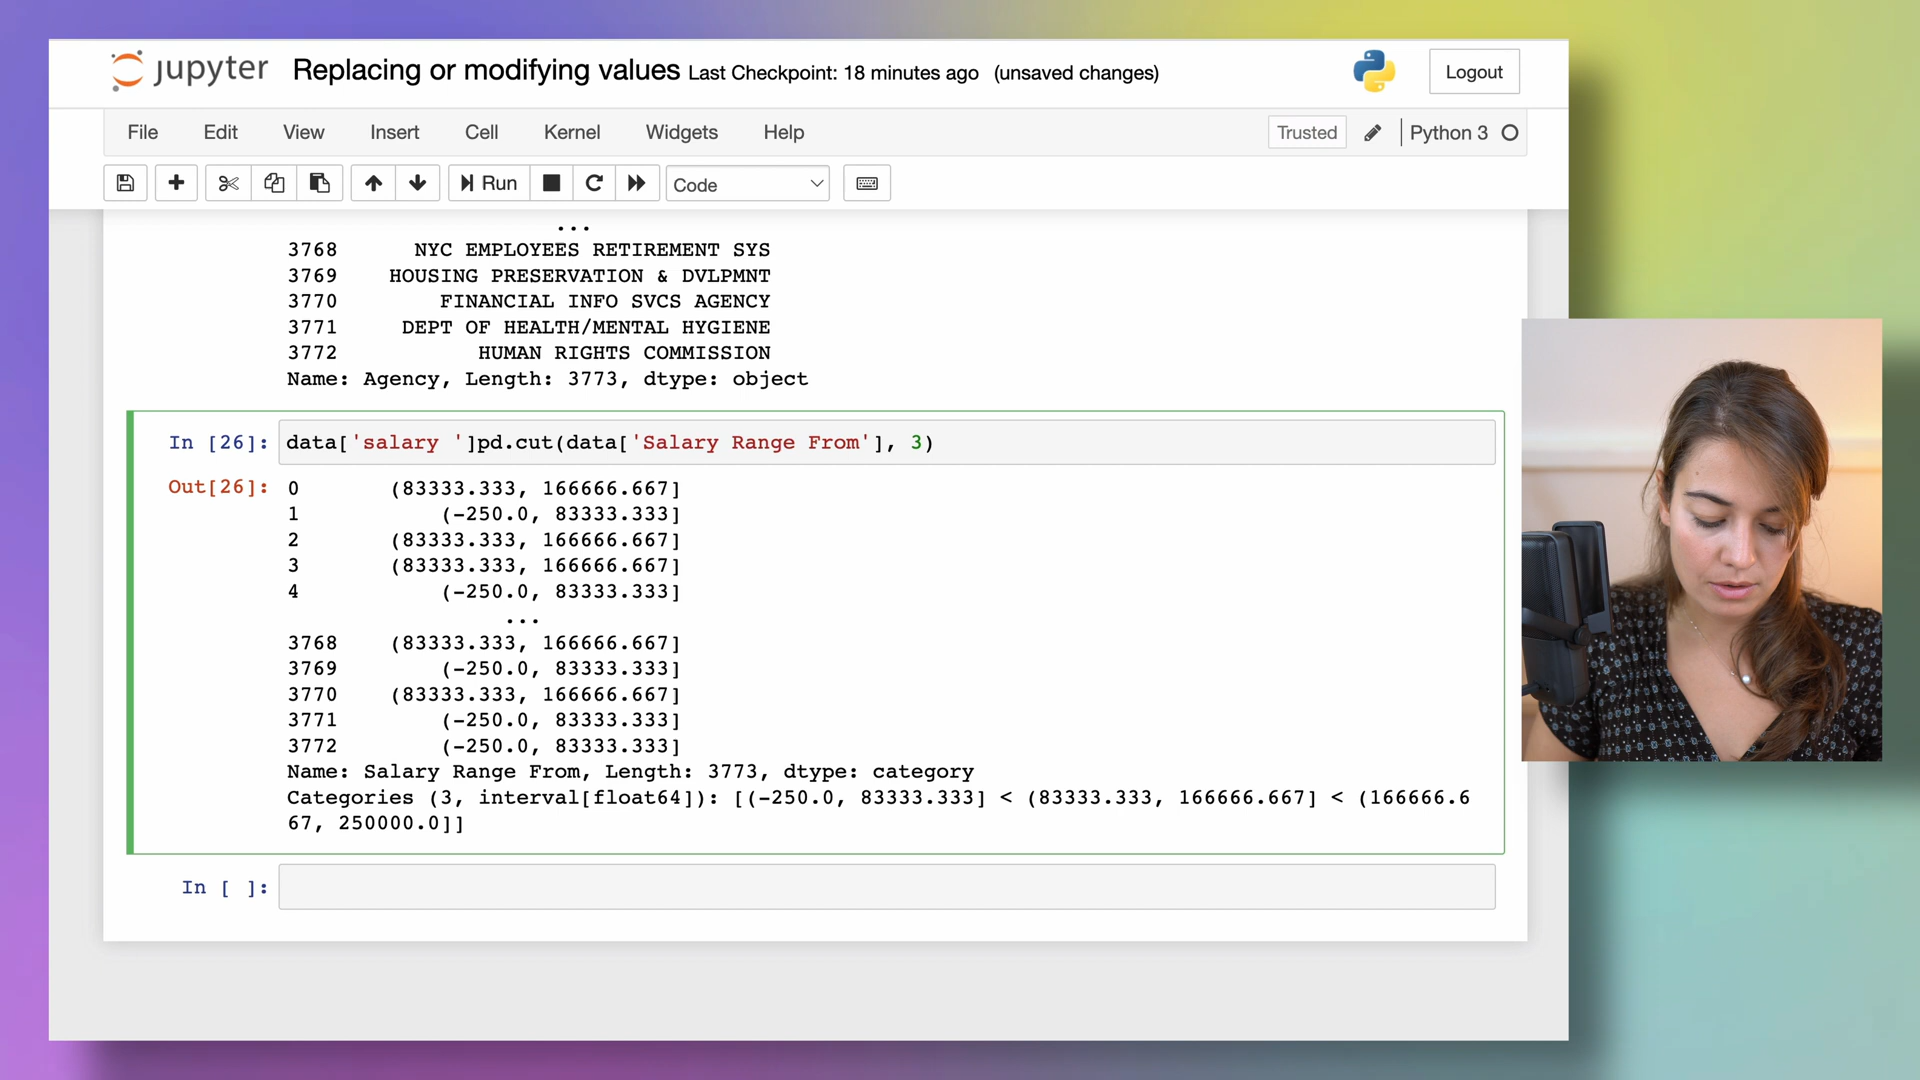 jupyter Replacing or modifying values Last Checkpoint: 18 minutes ago (unsaved changes) Logout
File Edit View Insert Cell Kernel Widgets Help Trusted Python 3
Run Code
...
3768 NYC EMPLOYEES RETIREMENT SYS
3769 HOUSING PRESERVATION & DVLPMNT
3770 FINANCIAL INFO SVCS AGENCY
3771 DEPT OF HEALTH/MENTAL HYGIENE
3772 HUMAN RIGHTS COMMISSION
Name: Agency, Length: 3773, dtype: object
In [26]: data['salary ']pd.cut(data['Salary Range From'], 3)
Out[26]: 0 (83333.333, 166666.667]
1 (-250.0, 83333.333]
2 (83333.333, 166666.667]
3 (83333.333, 166666.667]
4 (-250.0, 83333.333]
...
3768 (83333.333, 166666.667]
3769 (-250.0, 83333.333]
3770 (83333.333, 166666.667]
3771 (-250.0, 83333.333]
3772 (-250.0, 83333.333]
Name: Salary Range From, Length: 3773, dtype: category
Categories (3, interval[float64]): [(-250.0, 83333.333] < (83333.333, 166666.667] < (166666.6
67, 250000.0]]
In [ ]: